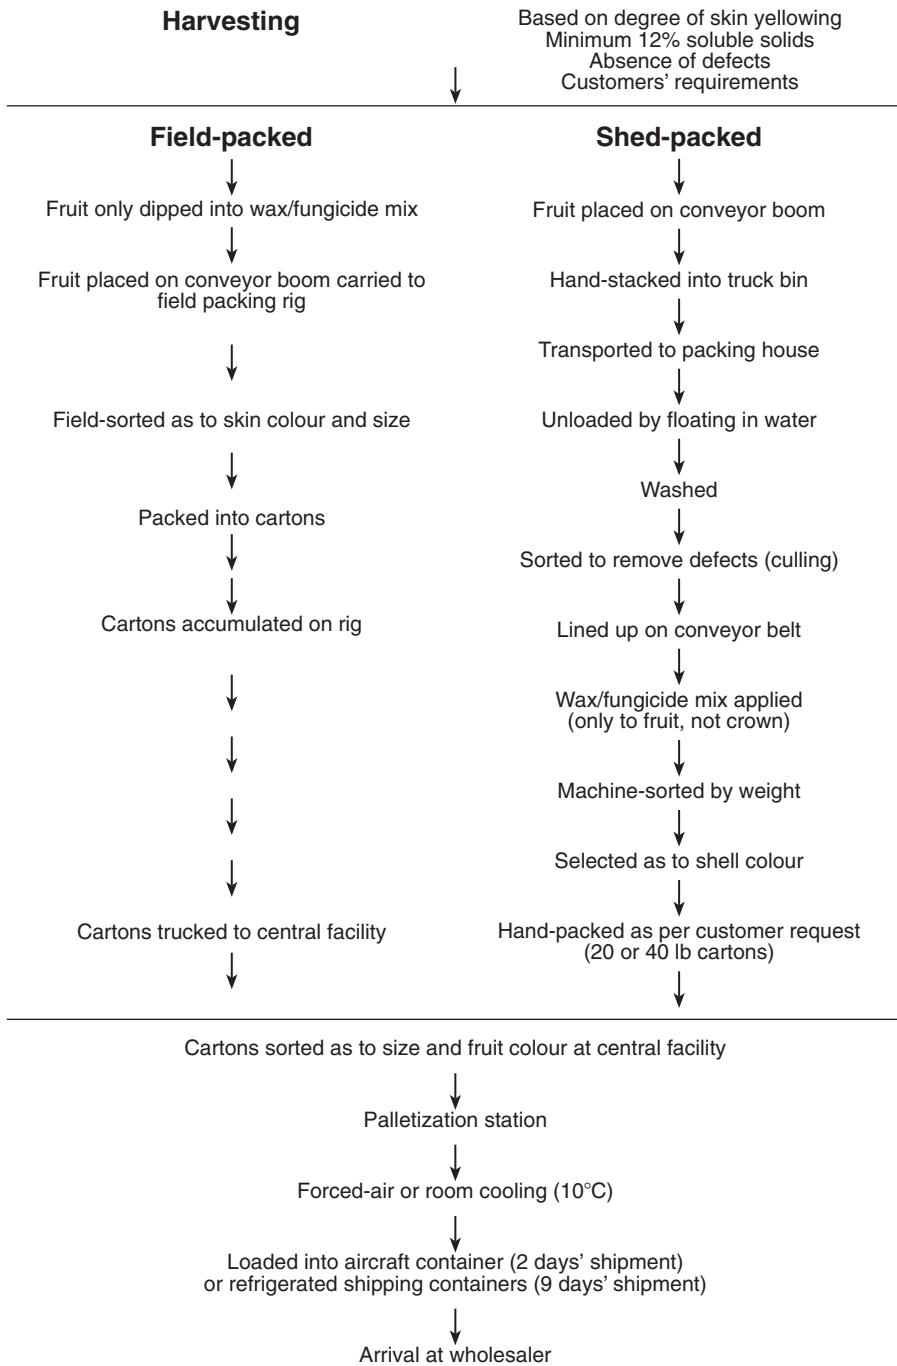 Harvesting
Based on degree of skin yellowing
Minimum 12% soluble solids
Absence of defects
Customers’ requirements
Field-packed
Fruit only dipped into wax/fungicide mix
Fruit placed on conveyor boom carried to
field packing rig
Field-sorted as to skin colour and size
Packed into cartons
Cartons accumulated on rig
Cartons trucked to central facility
Shed-packed
Fruit placed on conveyor boom
Hand-stacked into truck bin
Transported to packing house
Unloaded by floating in water
Washed
Sorted to remove defects (culling)
Lined up on conveyor belt
Wax/fungicide mix applied
(only to fruit, not crown)
Machine-sorted by weight
Selected as to shell colour
Hand-packed as per customer request
(20 or 40 lb cartons)
Cartons sorted as to size and fruit colour at central facility
Palletization station
Forced-air or room cooling (10°C)
Loaded into aircraft container (2 days’ shipment)
or refrigerated shipping containers (9 days’ shipment)
Arrival at wholesaler